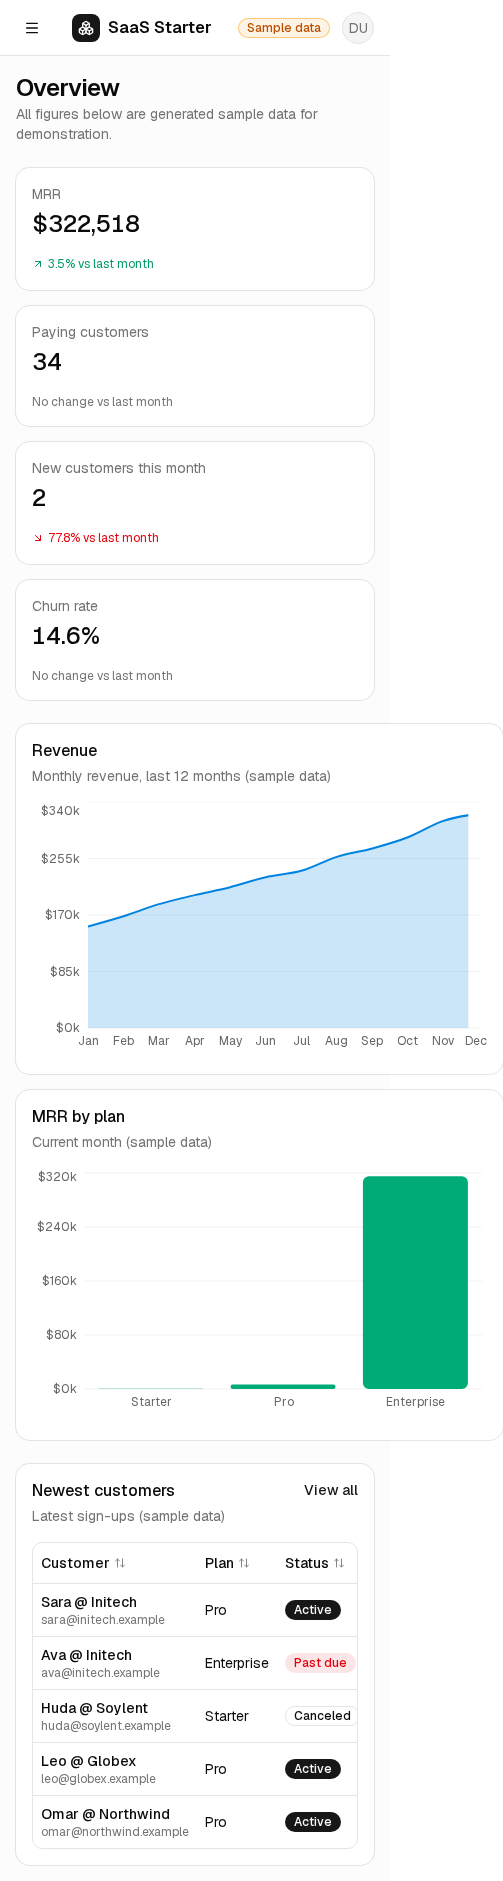 SaaS Starter
Sample data
DU
Overview
All figures below are generated sample data for
demonstration.
MRR
$322,518
3.5% vs last month
Paying customers
34
No change vs last month
New customers this month
2
77.8% vs last month
Churn rate
14.6%
No change vs last month
Revenue
Monthly revenue, last 12 months (sample data)
$340k
$255k
$170k
$85k
$0k
Jan Feb Mar Apr May Jun Jul Aug Sep Oct Nov Dec
MRR by plan
Current month (sample data)
$320k
$240k
$160k
$80k
$0k
Starter Pro Enterprise
Newest customers View all
Latest sign-ups (sample data)
Customer Plan Status
Sara @ Initech
sara@initech.example
Pro Active
Ava @ Initech
ava@initech.example
Enterprise Past due
Huda @ Soylent
huda@soylent.example
Starter Canceled
Leo @ Globex
leo@globex.example
Pro Active
Omar @ Northwind
omar@northwind.example
Pro Active